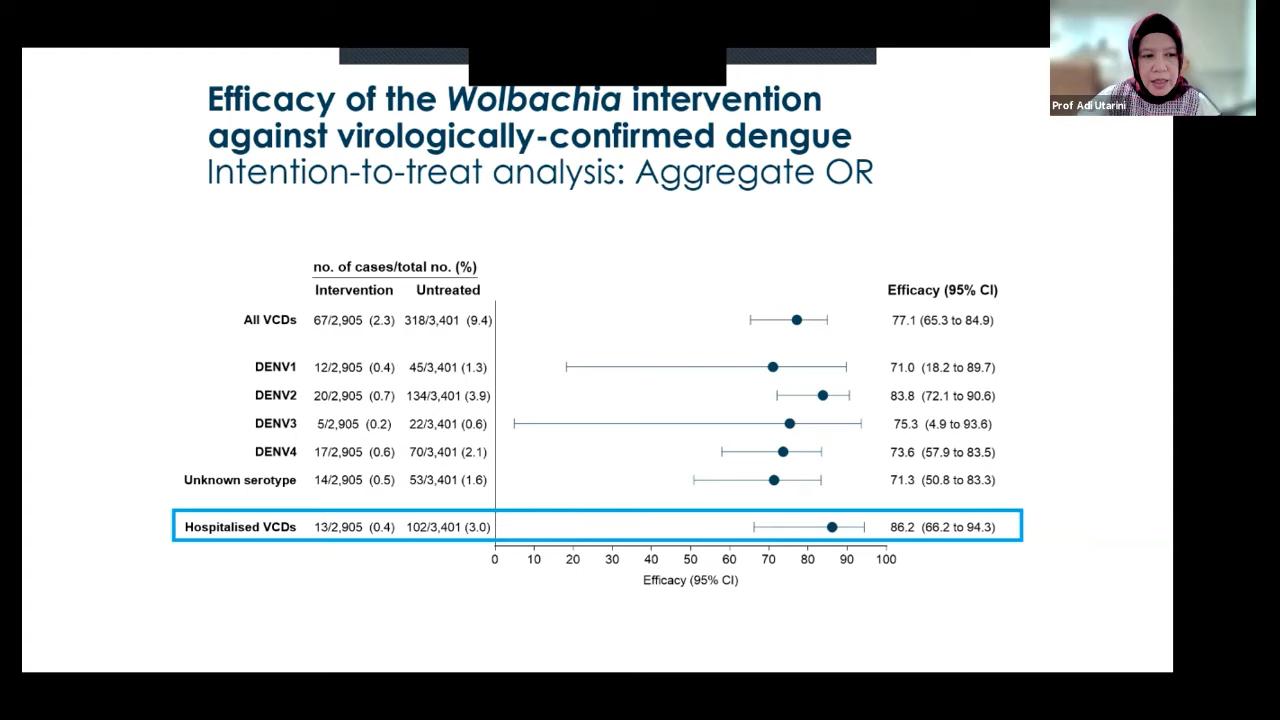 Prof Adi Utarini
Efficacy of the Wolbachia intervention
against virologically-confirmed dengue
Intention-to-treat analysis: Aggregate OR
no. of cases/total no. (%)
Intervention Untreated Efficacy (95% CI)
All VCDs 67/2,905 (2.3) 318/3,401 (9.4) 77.1 (65.3 to 84.9)
DENV1 12/2,905 (0.4) 45/3,401 (1.3) 71.0 (18.2 to 89.7)
DENV2 20/2,905 (0.7) 134/3,401 (3.9) 83.8 (72.1 to 90.6)
DENV3 5/2,905 (0.2) 22/3,401 (0.6) 75.3 (4.9 to 93.6)
DENV4 17/2,905 (0.6) 70/3,401 (2.1) 73.6 (57.9 to 83.5)
Unknown serotype 14/2,905 (0.5) 53/3,401 (1.6) 71.3 (50.8 to 83.3)
Hospitalised VCDs 13/2,905 (0.4) 102/3,401 (3.0) 86.2 (66.2 to 94.3)
0 10 20 30 40 50 60 70 80 90 100
Efficacy (95% CI)